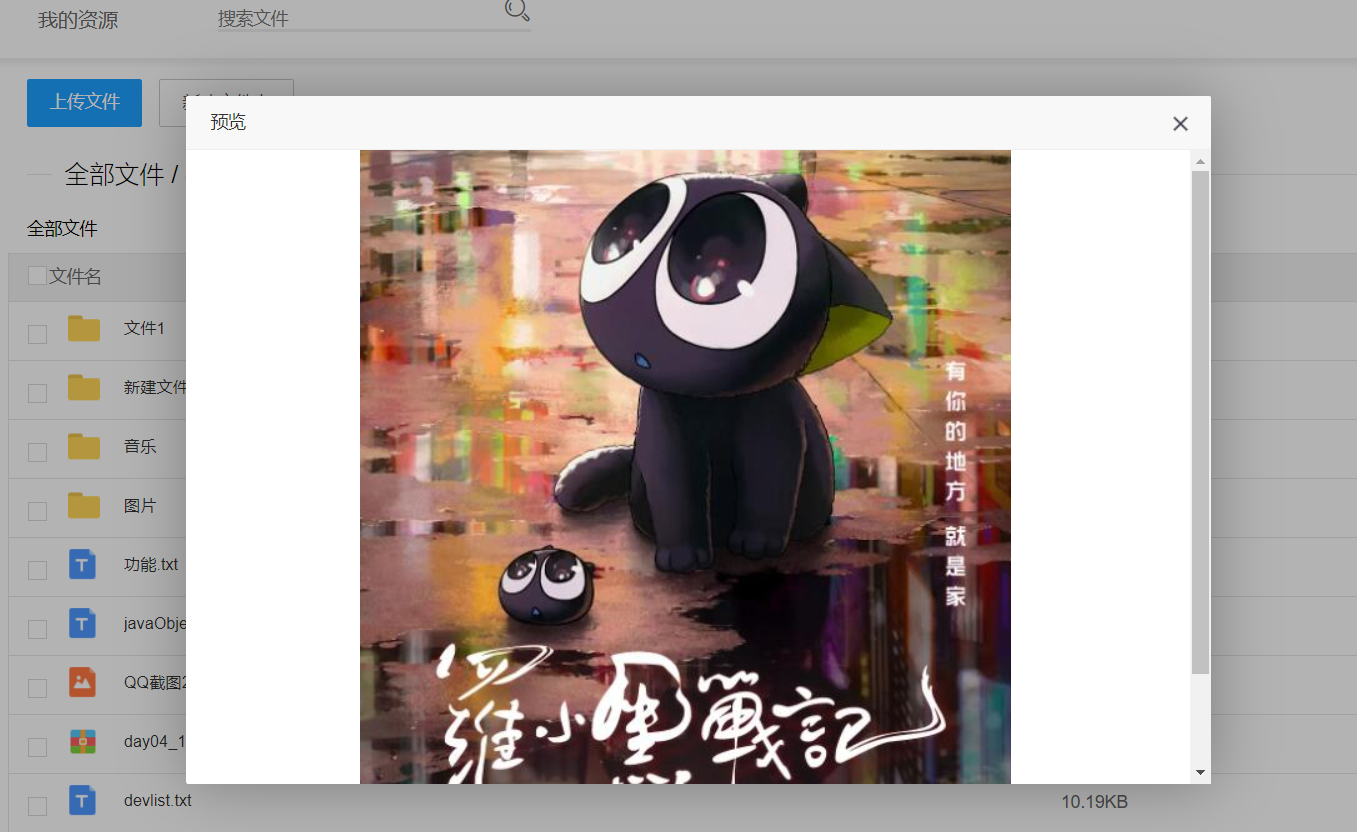 我的资源
搜索文件
上传文件
预览
全部文件 /
全部文件
文件名
文件1
新建文件
音乐
图片
功能.txt
javaObje
QQ截图2
day04_1
devlist.txt
10.19KB
有你的地方 就是家
羅小黑戰記